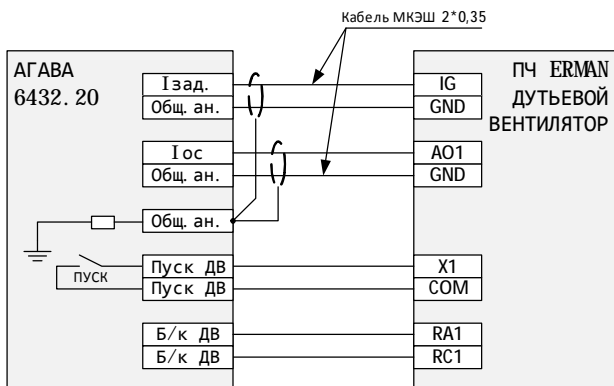 Кабель МКЭШ 2*0,35
АГАВА
6432.20
ПЧ ERMAN
ДУТЬЕВОЙ
ВЕНТИЛЯТОР
Iзад.
IG
Общ. ан.
GND
Iос
AO1
Общ. ан.
GND
Общ. ан.
ПУСК
Пуск ДВ
X1
Пуск ДВ
COM
Б/к ДВ
RA1
Б/к ДВ
RC1